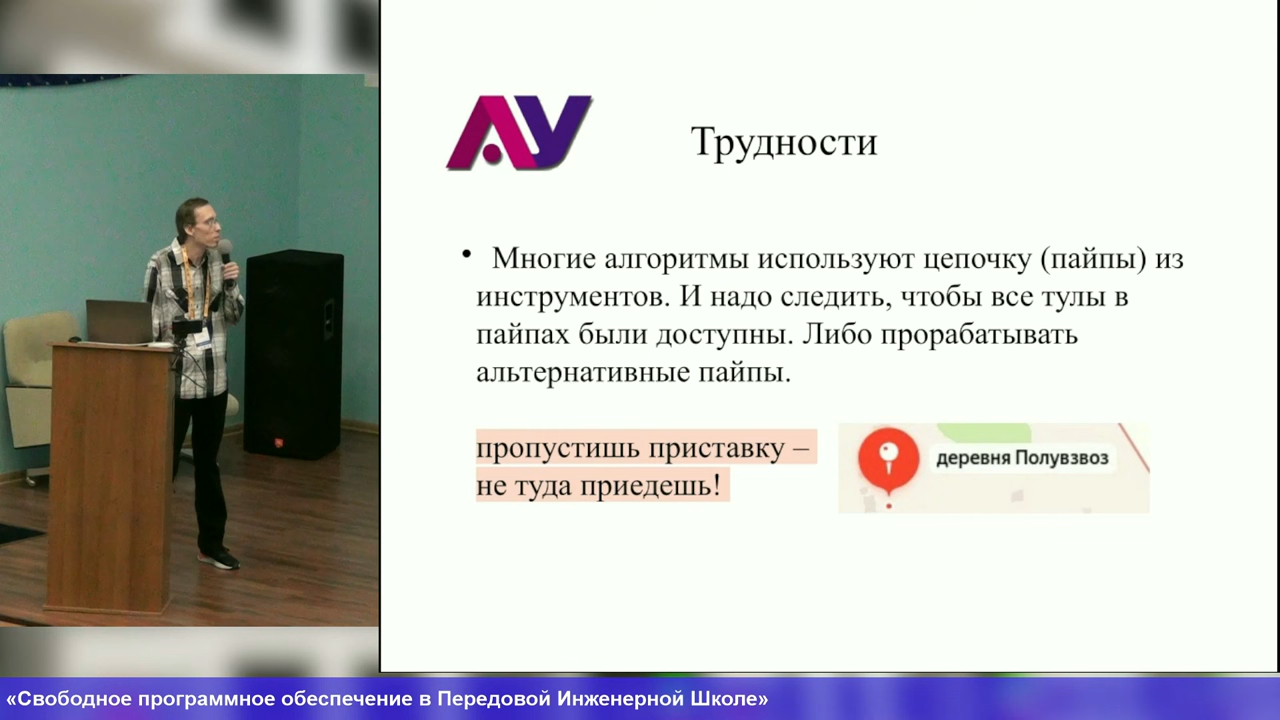 АУ
Трудности
• Многие алгоритмы используют цепочку (пайпы) из
инструментов. И надо следить, чтобы все тулы в
пайпах были доступны. Либо прорабатывать
альтернативные пайпы.
пропустишь приставку –
не туда приедешь!
деревня Полувзвоз
«Свободное программное обеспечение в Передовой Инженерной Школе»